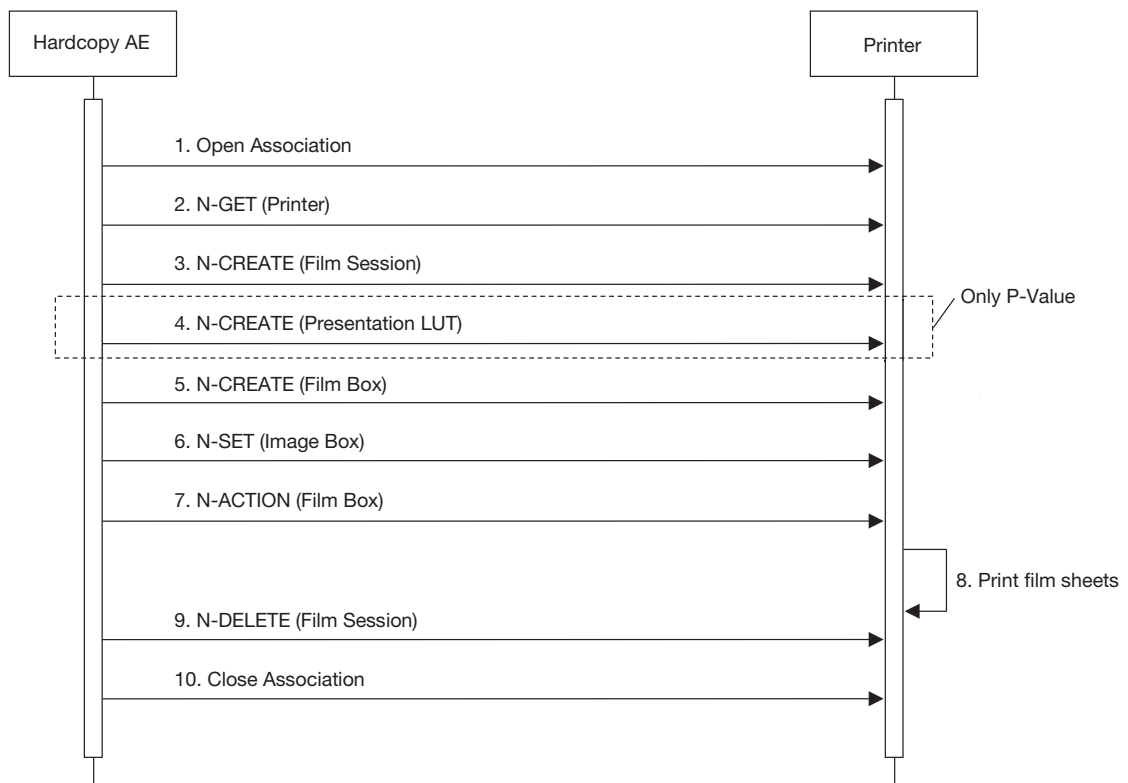 Hardcopy AE
Printer
1. Open Association
2. N-GET (Printer)
3. N-CREATE (Film Session)
Only P-Value
4. N-CREATE (Presentation LUT)
5. N-CREATE (Film Box)
6. N-SET (Image Box)
7. N-ACTION (Film Box)
8. Print film sheets
9. N-DELETE (Film Session)
10. Close Association